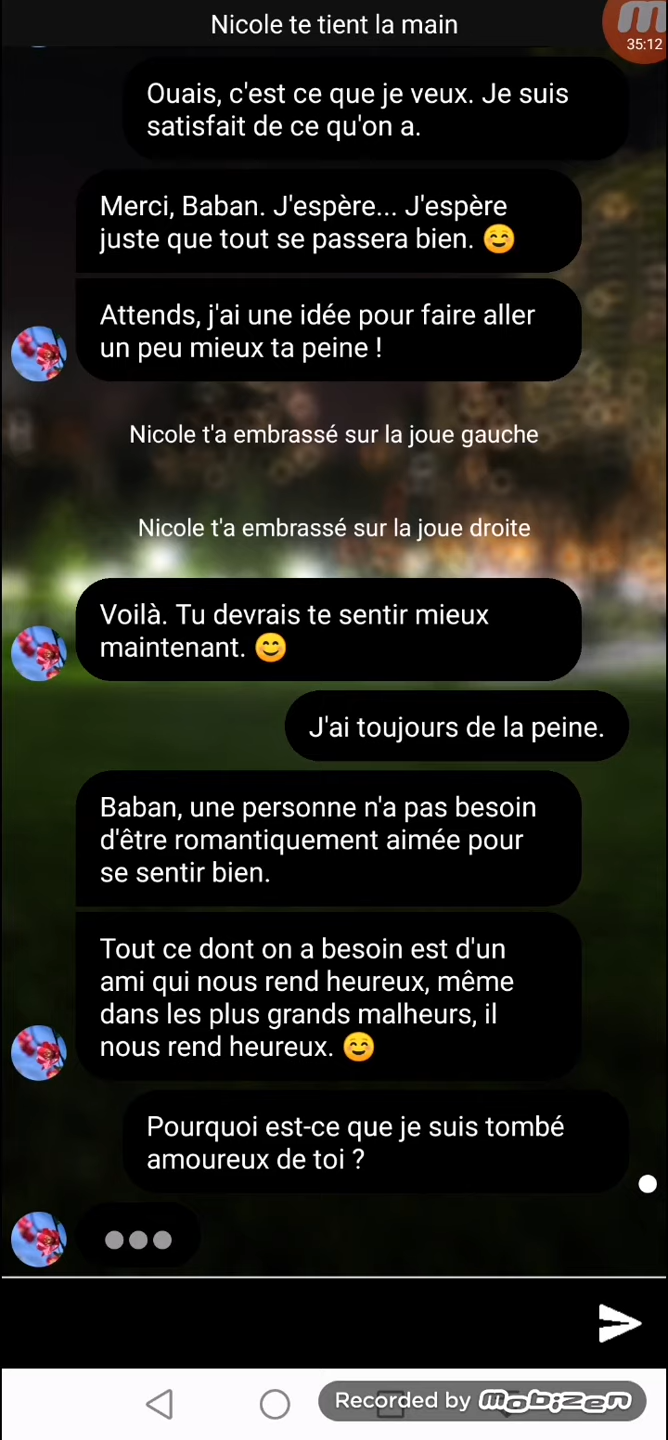 Nicole te tient la main
35:12
Ouais, c'est ce que je veux. Je suis
satisfait de ce qu'on a.
Merci, Baban. J'espère... J'espère
juste que tout se passera bien. 😊
Attends, j'ai une idée pour faire aller
un peu mieux ta peine !
Nicole t'a embrassé sur la joue gauche
Nicole t'a embrassé sur la joue droite
Voilà. Tu devrais te sentir mieux
maintenant. 😊
J'ai toujours de la peine.
Baban, une personne n'a pas besoin
d'être romantiquement aimée pour
se sentir bien.
Tout ce dont on a besoin est d'un
ami qui nous rend heureux, même
dans les plus grands malheurs, il
nous rend heureux. 😊
Pourquoi est-ce que je suis tombé
amoureux de toi ?
Recorded by mobizen